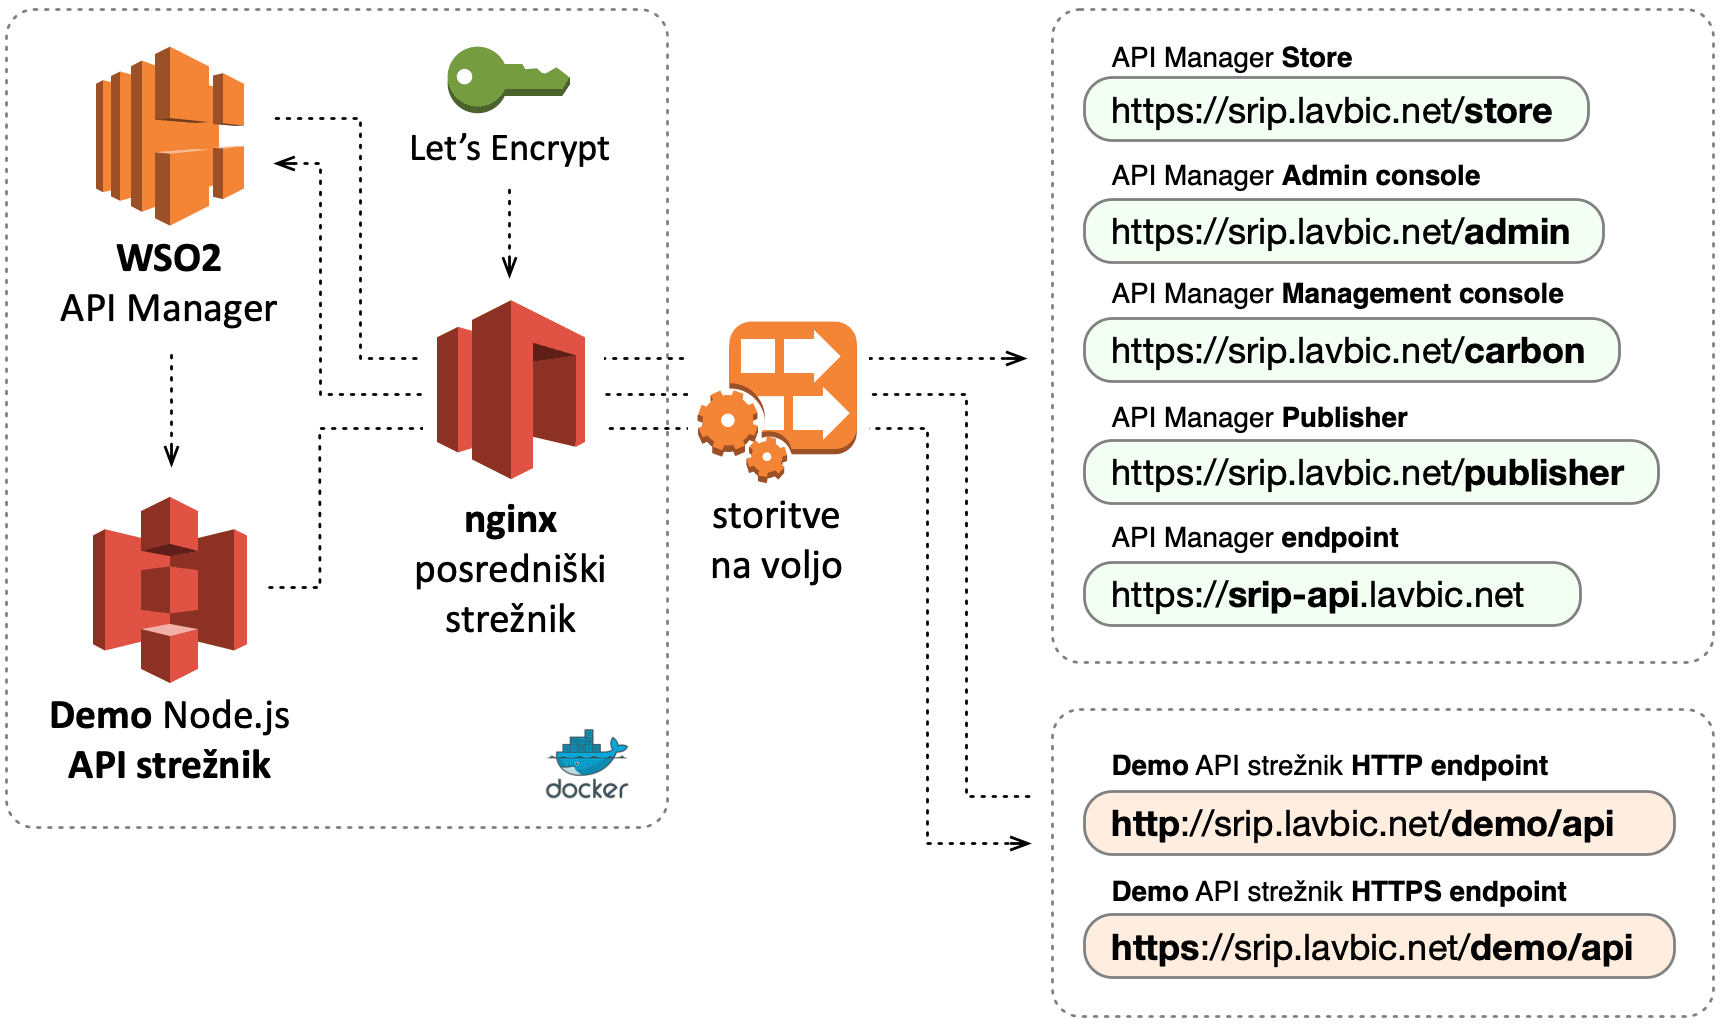 WSO2
API Manager
Let's Encrypt
nginx
posredniški
strežnik
Demo Node.js
API strežnik
docker
storitve
na voljo
API Manager Store
https://srip.lavbic.net/store
API Manager Admin console
https://srip.lavbic.net/admin
API Manager Management console
https://srip.lavbic.net/carbon
API Manager Publisher
https://srip.lavbic.net/publisher
API Manager endpoint
https://srip-api.lavbic.net
Demo API strežnik HTTP endpoint
http://srip.lavbic.net/demo/api
Demo API strežnik HTTPS endpoint
https://srip.lavbic.net/demo/api